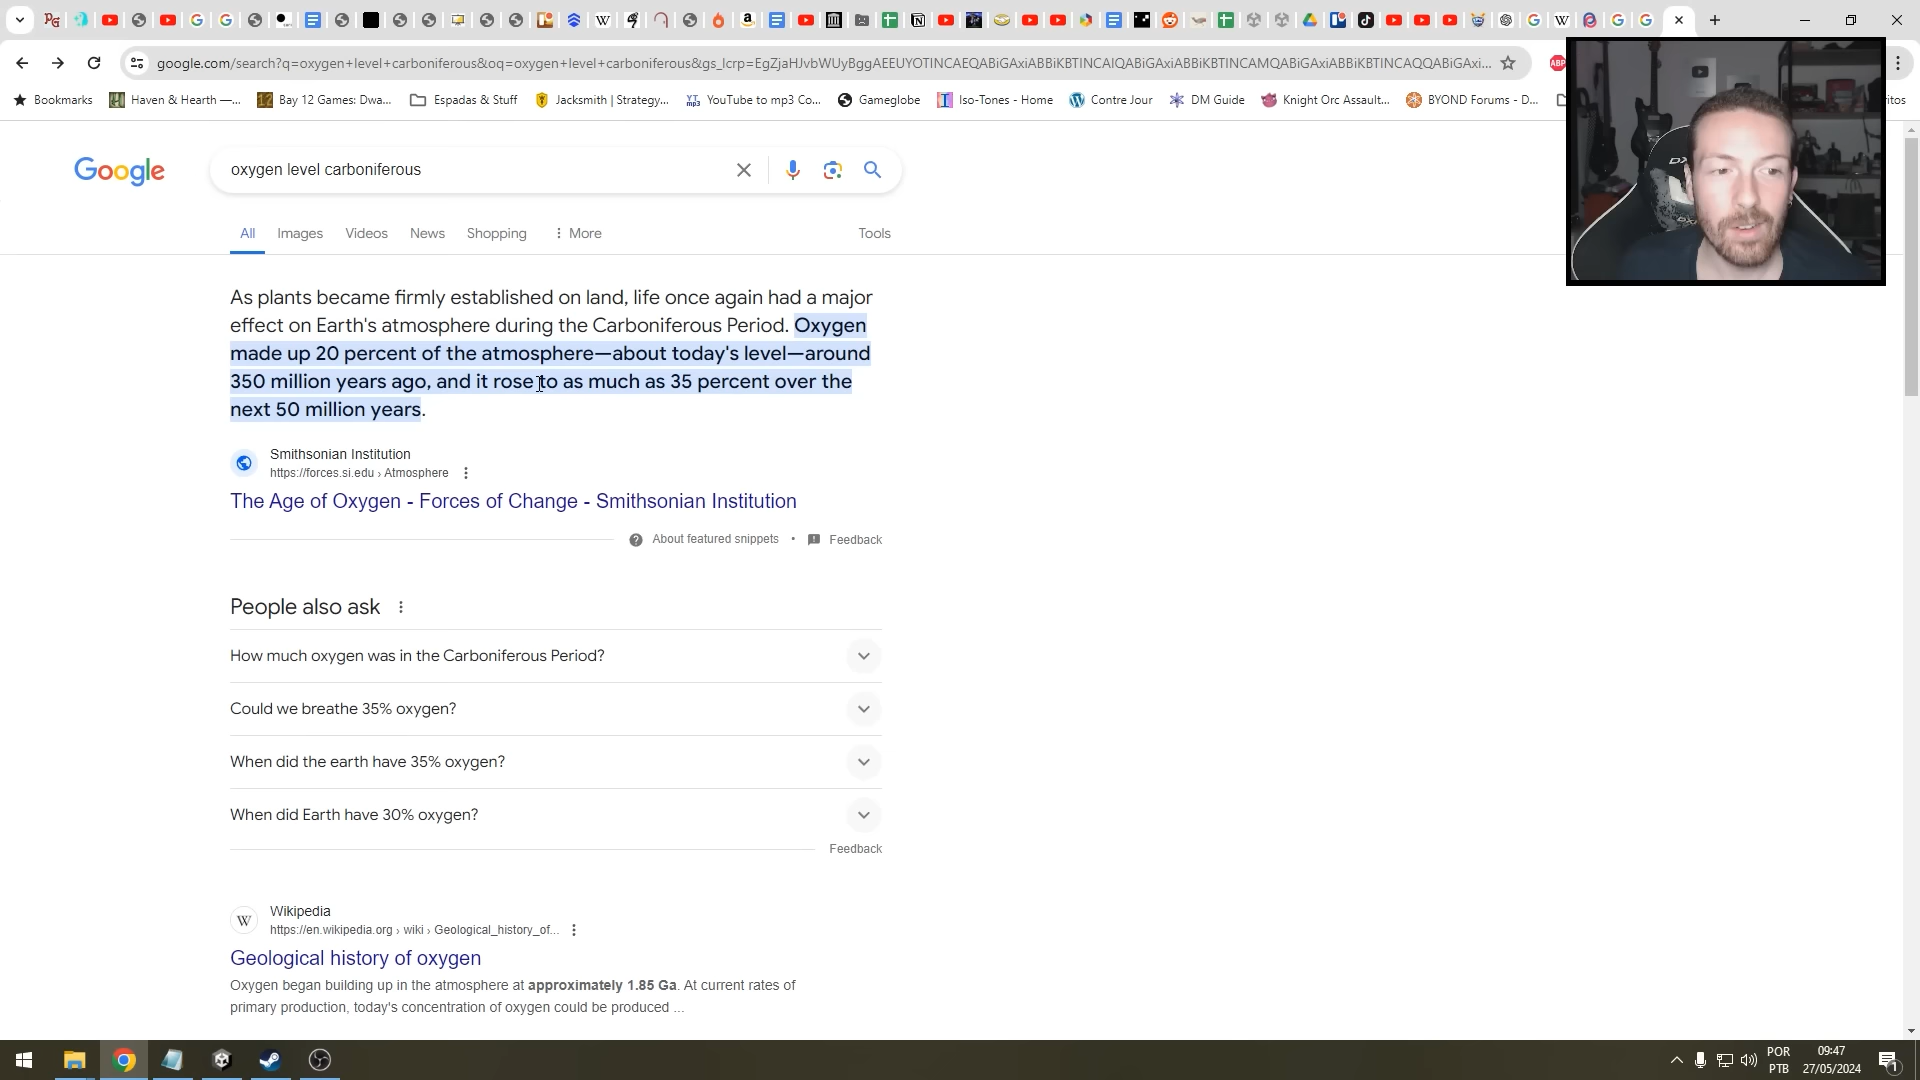 google.com/search?q=oxygen+level+carboniferous&oq=oxygen+level+carboniferous&gs_lcrp=EgZjaHJvbWUyBggAEEUYOTINCAEQABiGAxiABBiKBTINCAIQABiGAxiABBiKBTINCAMQABiGAxiABBiKBTINCAQQABiGAxi...
ABP
Bookmarks
Haven & Hearth —...
Bay 12 Games: Dwa...
Espadas & Stuff
Jacksmith | Strategy...
YouTube to mp3 Co...
Gameglobe
Iso-Tones - Home
Contre Jour
DM Guide
Knight Orc Assault...
BYOND Forums - D...
Google
oxygen level carboniferous
All
Images
Videos
News
Shopping
More
Tools
As plants became firmly established on land, life once again had a major
effect on Earth's atmosphere during the Carboniferous Period. Oxygen
made up 20 percent of the atmosphere—about today's level—around
350 million years ago, and it rose to as much as 35 percent over the
next 50 million years.
Smithsonian Institution
https://forces.si.edu › Atmosphere
The Age of Oxygen - Forces of Change - Smithsonian Institution
About featured snippets • Feedback
People also ask
How much oxygen was in the Carboniferous Period?
Could we breathe 35% oxygen?
When did the earth have 35% oxygen?
When did Earth have 30% oxygen?
Feedback
W
Wikipedia
https://en.wikipedia.org › wiki › Geological_history_of...
Geological history of oxygen
Oxygen began building up in the atmosphere at approximately 1.85 Ga. At current rates of
primary production, today's concentration of oxygen could be produced ...
POR
PTB
09:47
27/05/2024
1